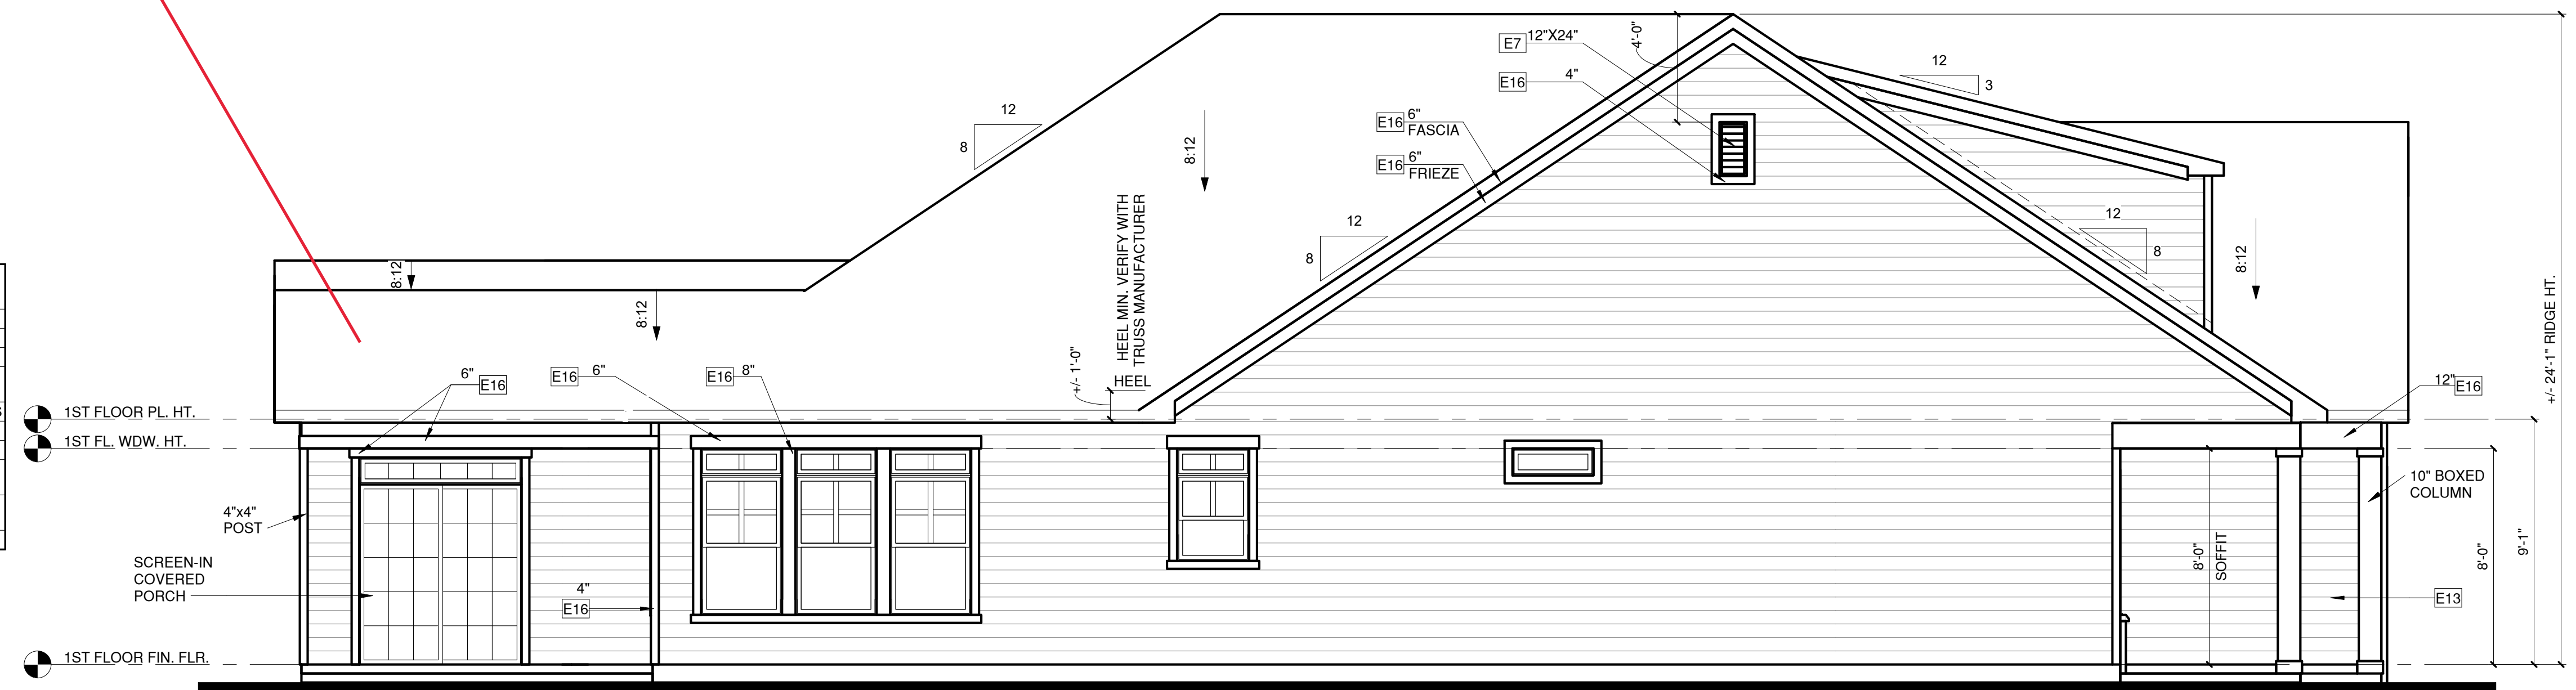 E7 12"X24"
4'-0"
12
3
E16 4"
12
8
8:12
E16 6"
FASCIA
E16 6"
FRIEZE
HEEL MIN. VERIFY WITH
TRUSS MANUFACTURER
12
8
12
8
8:12
8:12
8:12
+/- 24'-1" RIDGE HT.
6" E16
E16 6"
E16 8"
+/- 1'-0"
HEEL
12" E16
1ST FLOOR PL. HT.
1ST FL. WDW. HT.
4"x4"
POST
10" BOXED
COLUMN
SCREEN-IN
COVERED
PORCH
4"
E16
8'-0"
SOFFIT
8'-0"
9'-1"
E13
1ST FLOOR FIN. FLR.